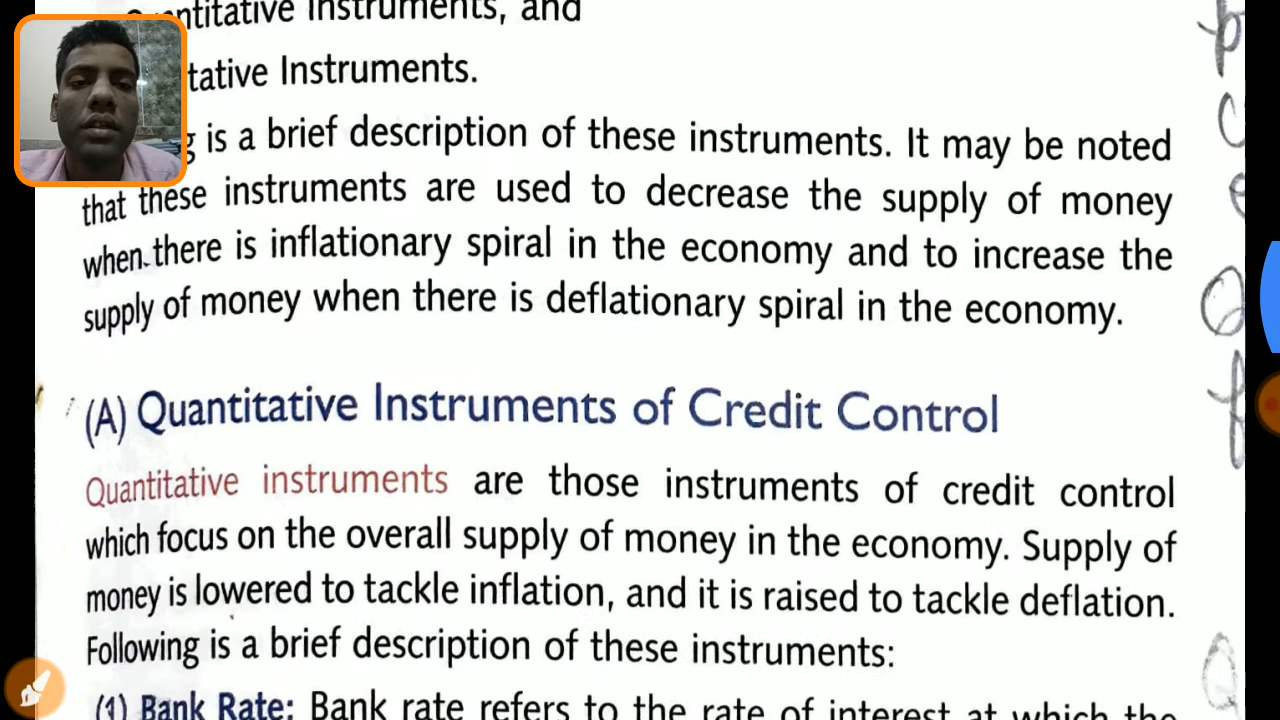 Quantitative Instruments, and
tative Instruments.
is a brief description of these instruments. It may be noted
that these instruments are used to decrease the supply of money
when there is inflationary spiral in the economy and to increase the
supply of money when there is deflationary spiral in the economy.
(A) Quantitative Instruments of Credit Control
Quantitative instruments are those instruments of credit control
which focus on the overall supply of money in the economy. Supply of
money is lowered to tackle inflation, and it is raised to tackle deflation.
Following is a brief description of these instruments:
(1) Bank Rate: Bank rate refers to the rate of interest at which the